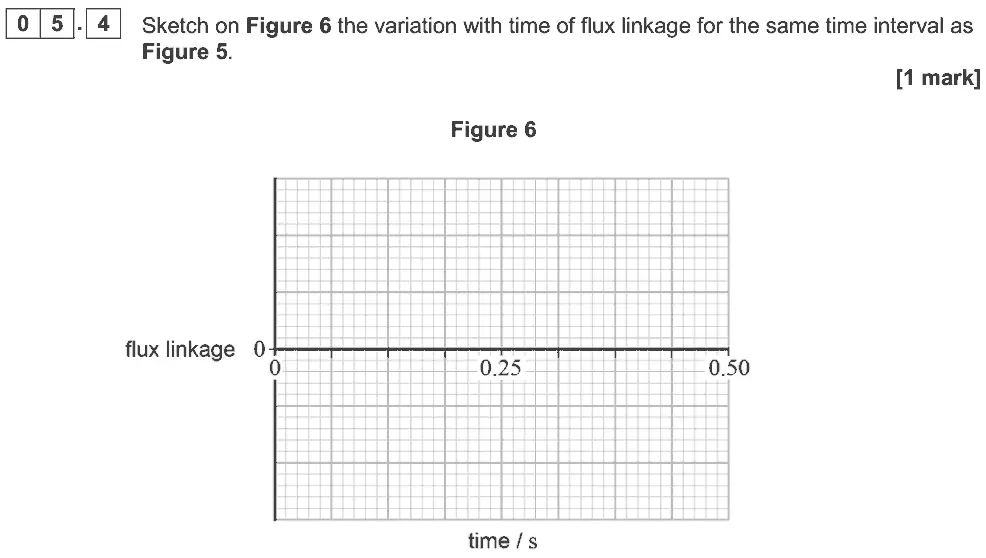 0 5 . 4 Sketch on Figure 6 the variation with time of flux linkage for the same time interval as
Figure 5.
[1 mark]
Figure 6
flux linkage 0
0 0.25 0.50
time / s